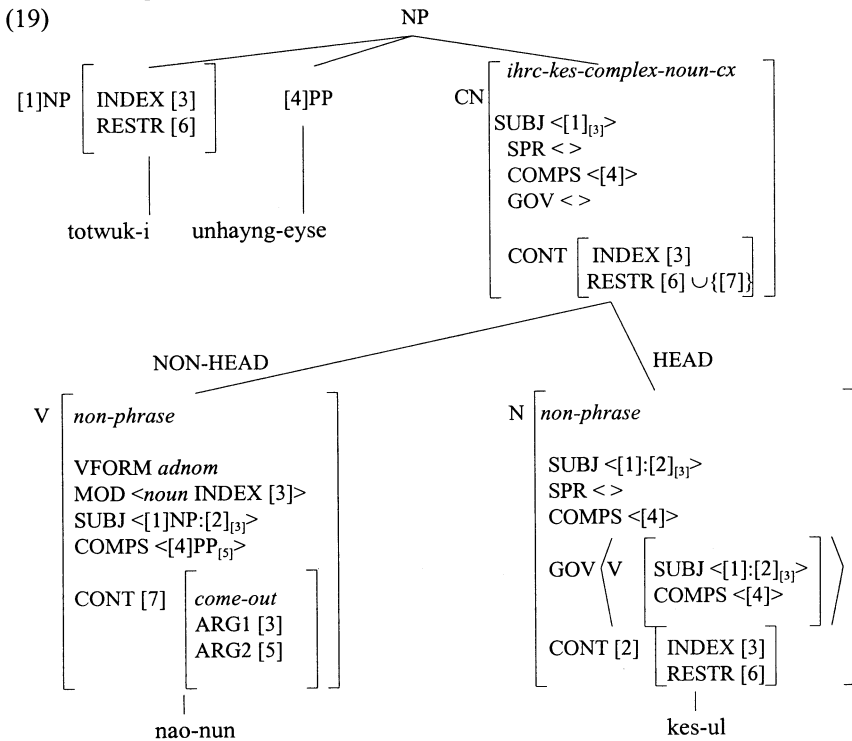 (19)
NP
[1]NP [INDEX [3]
RESTR [6]]
[4]PP
CN [ihrc-kes-complex-noun-cx
SUBJ <[1][3]>
SPR < >
COMPS <[4]>
GOV < >
CONT [INDEX [3]
RESTR [6] ∪{[7]}]]
totwuk-i unhayng-eyse
NON-HEAD HEAD
V [non-phrase
VFORM adnom
MOD <noun INDEX [3]>
SUBJ <[1]NP:[2][3]>
COMPS <[4]PP[5]>
CONT [7] [come-out
ARG1 [3]
ARG2 [5]]]
nao-nun
N [non-phrase
SUBJ <[1]:[2][3]>
SPR < >
COMPS <[4]>
GOV <V [SUBJ <[1]:[2][3]>
COMPS <[4]>]>
CONT [2] [INDEX [3]
RESTR [6]]]
kes-ul